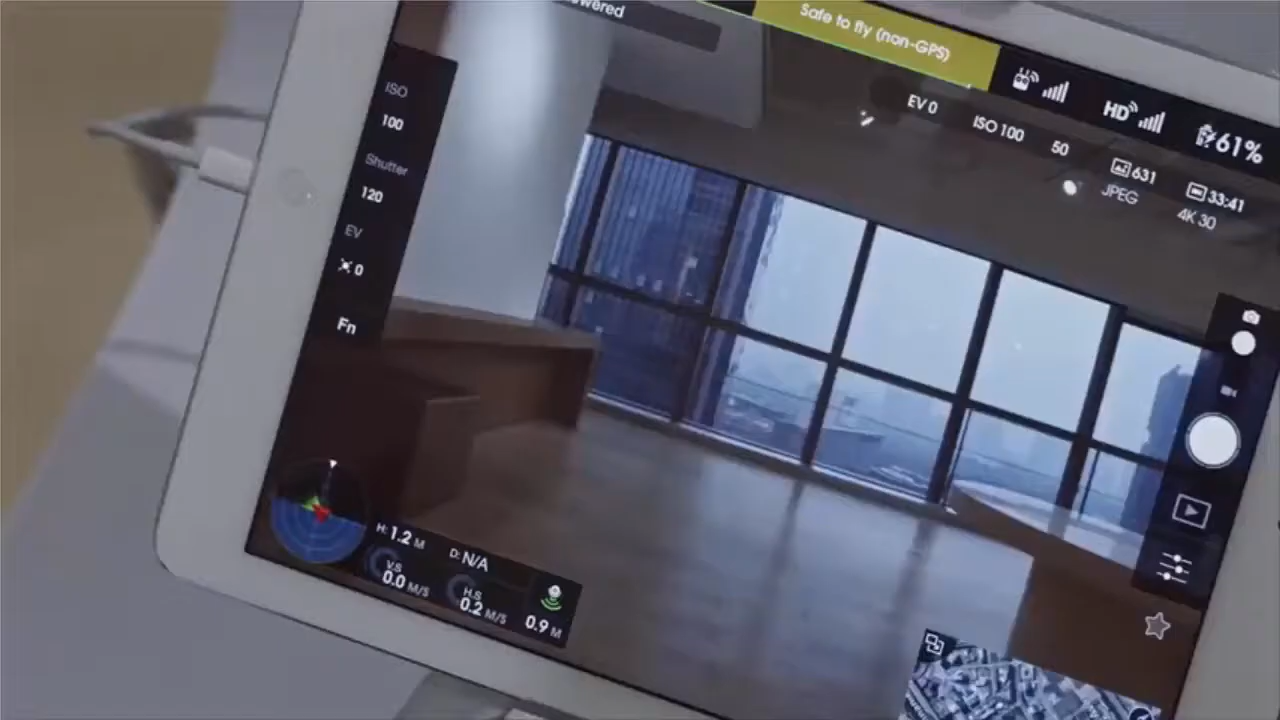 Safe to fly (non-GPS)
HD
61%
EV 0
ISO 100
50
631
JPEG
33:41
4K 30
ISO
100
Shutter
120
EV
0
Fn
H: 1.2 M
D: N/A
V.S
0.0 M/S
H.S
0.2 M/S
0.9 M